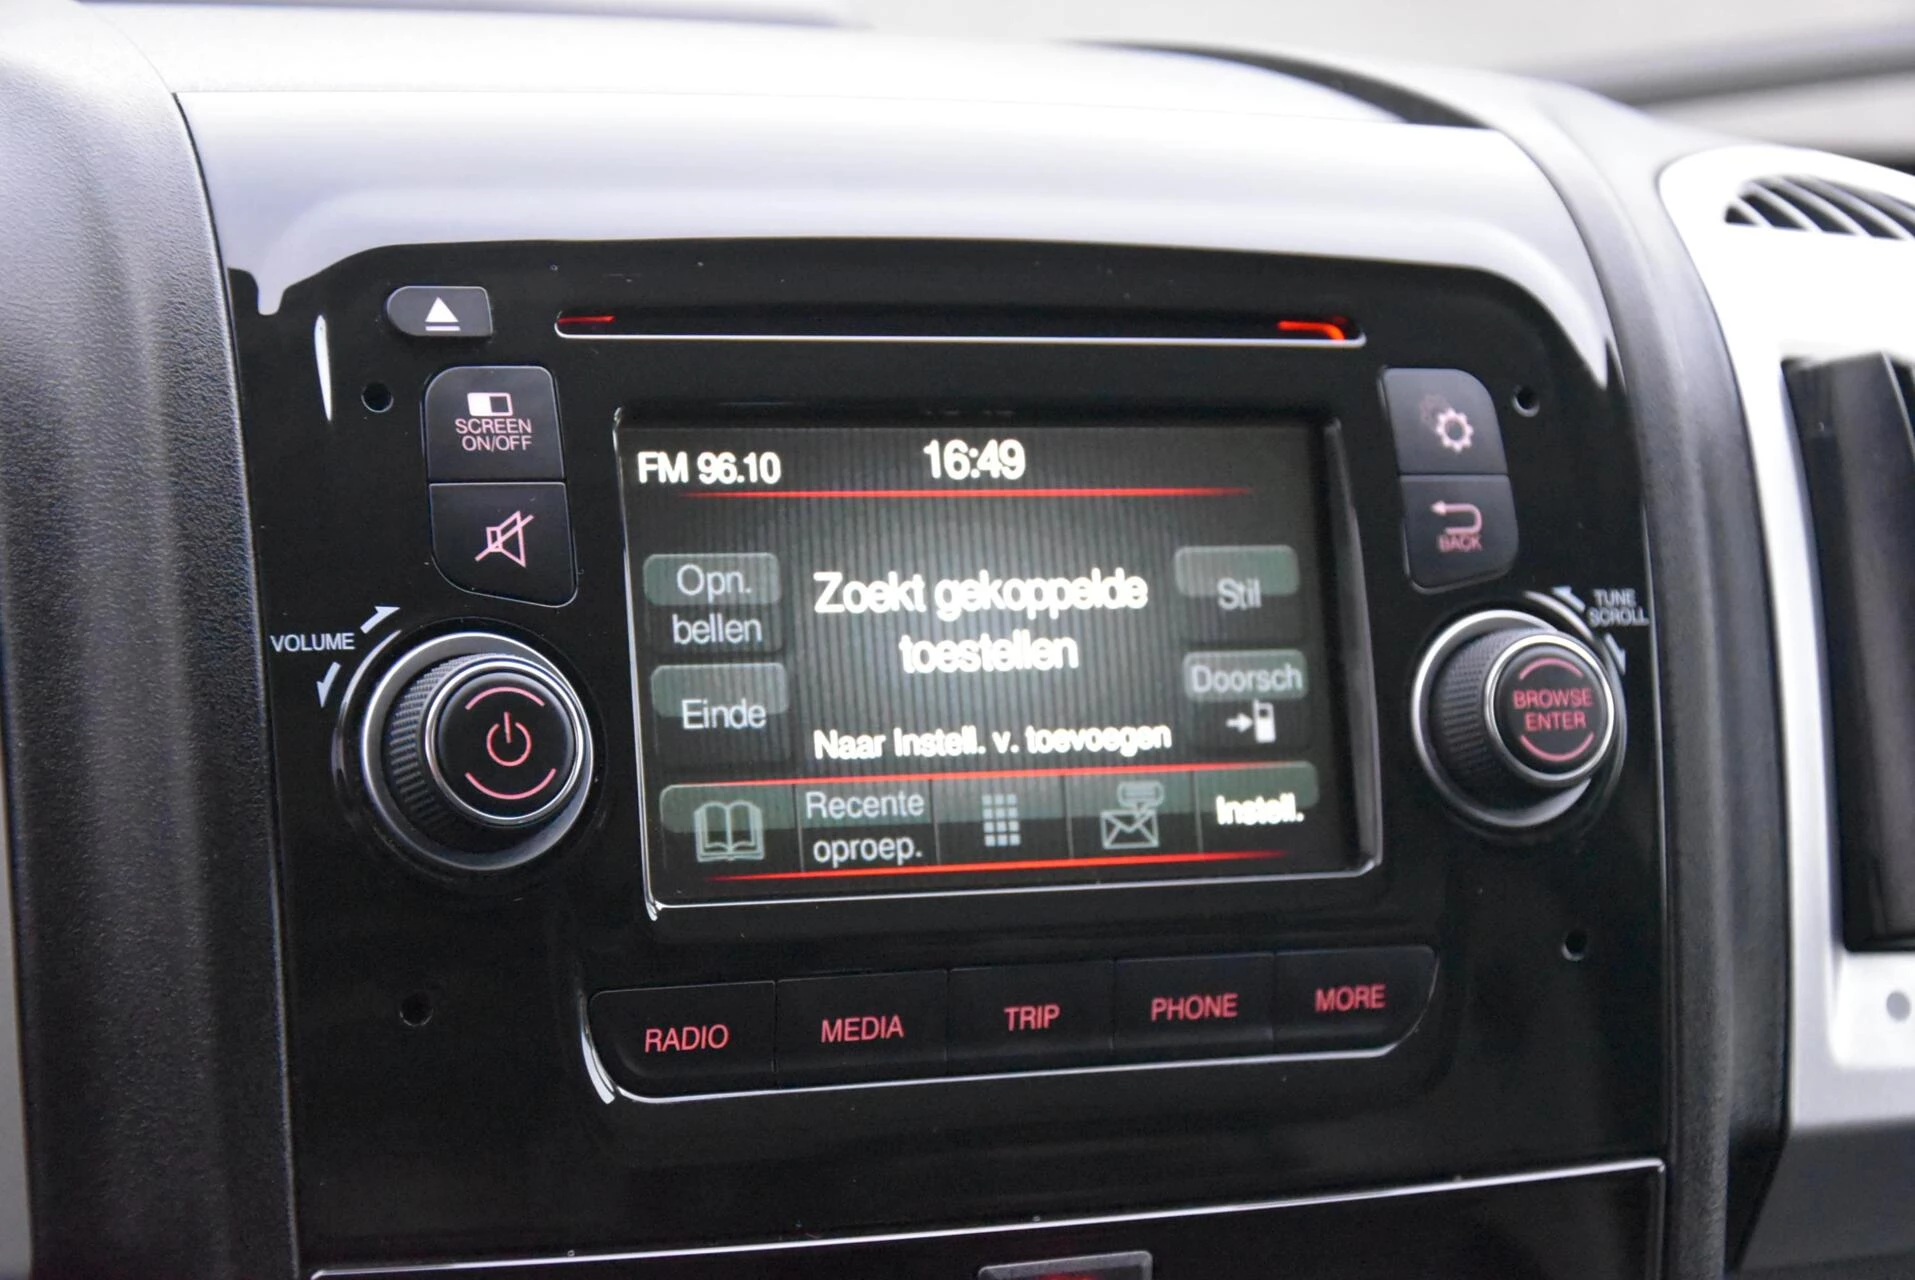 SCREEN
ON/OFF
VOLUME
FM 96.10
16:49
Opn.
bellen
Einde
Zoekt gekoppelde
toestellen
Naar Instell. v. toevoegen
Stil
Doorsch
Recente
oproep.
Instell.
BACK
TUNE
SCROLL
BROWSE
ENTER
RADIO
MEDIA
TRIP
PHONE
MORE